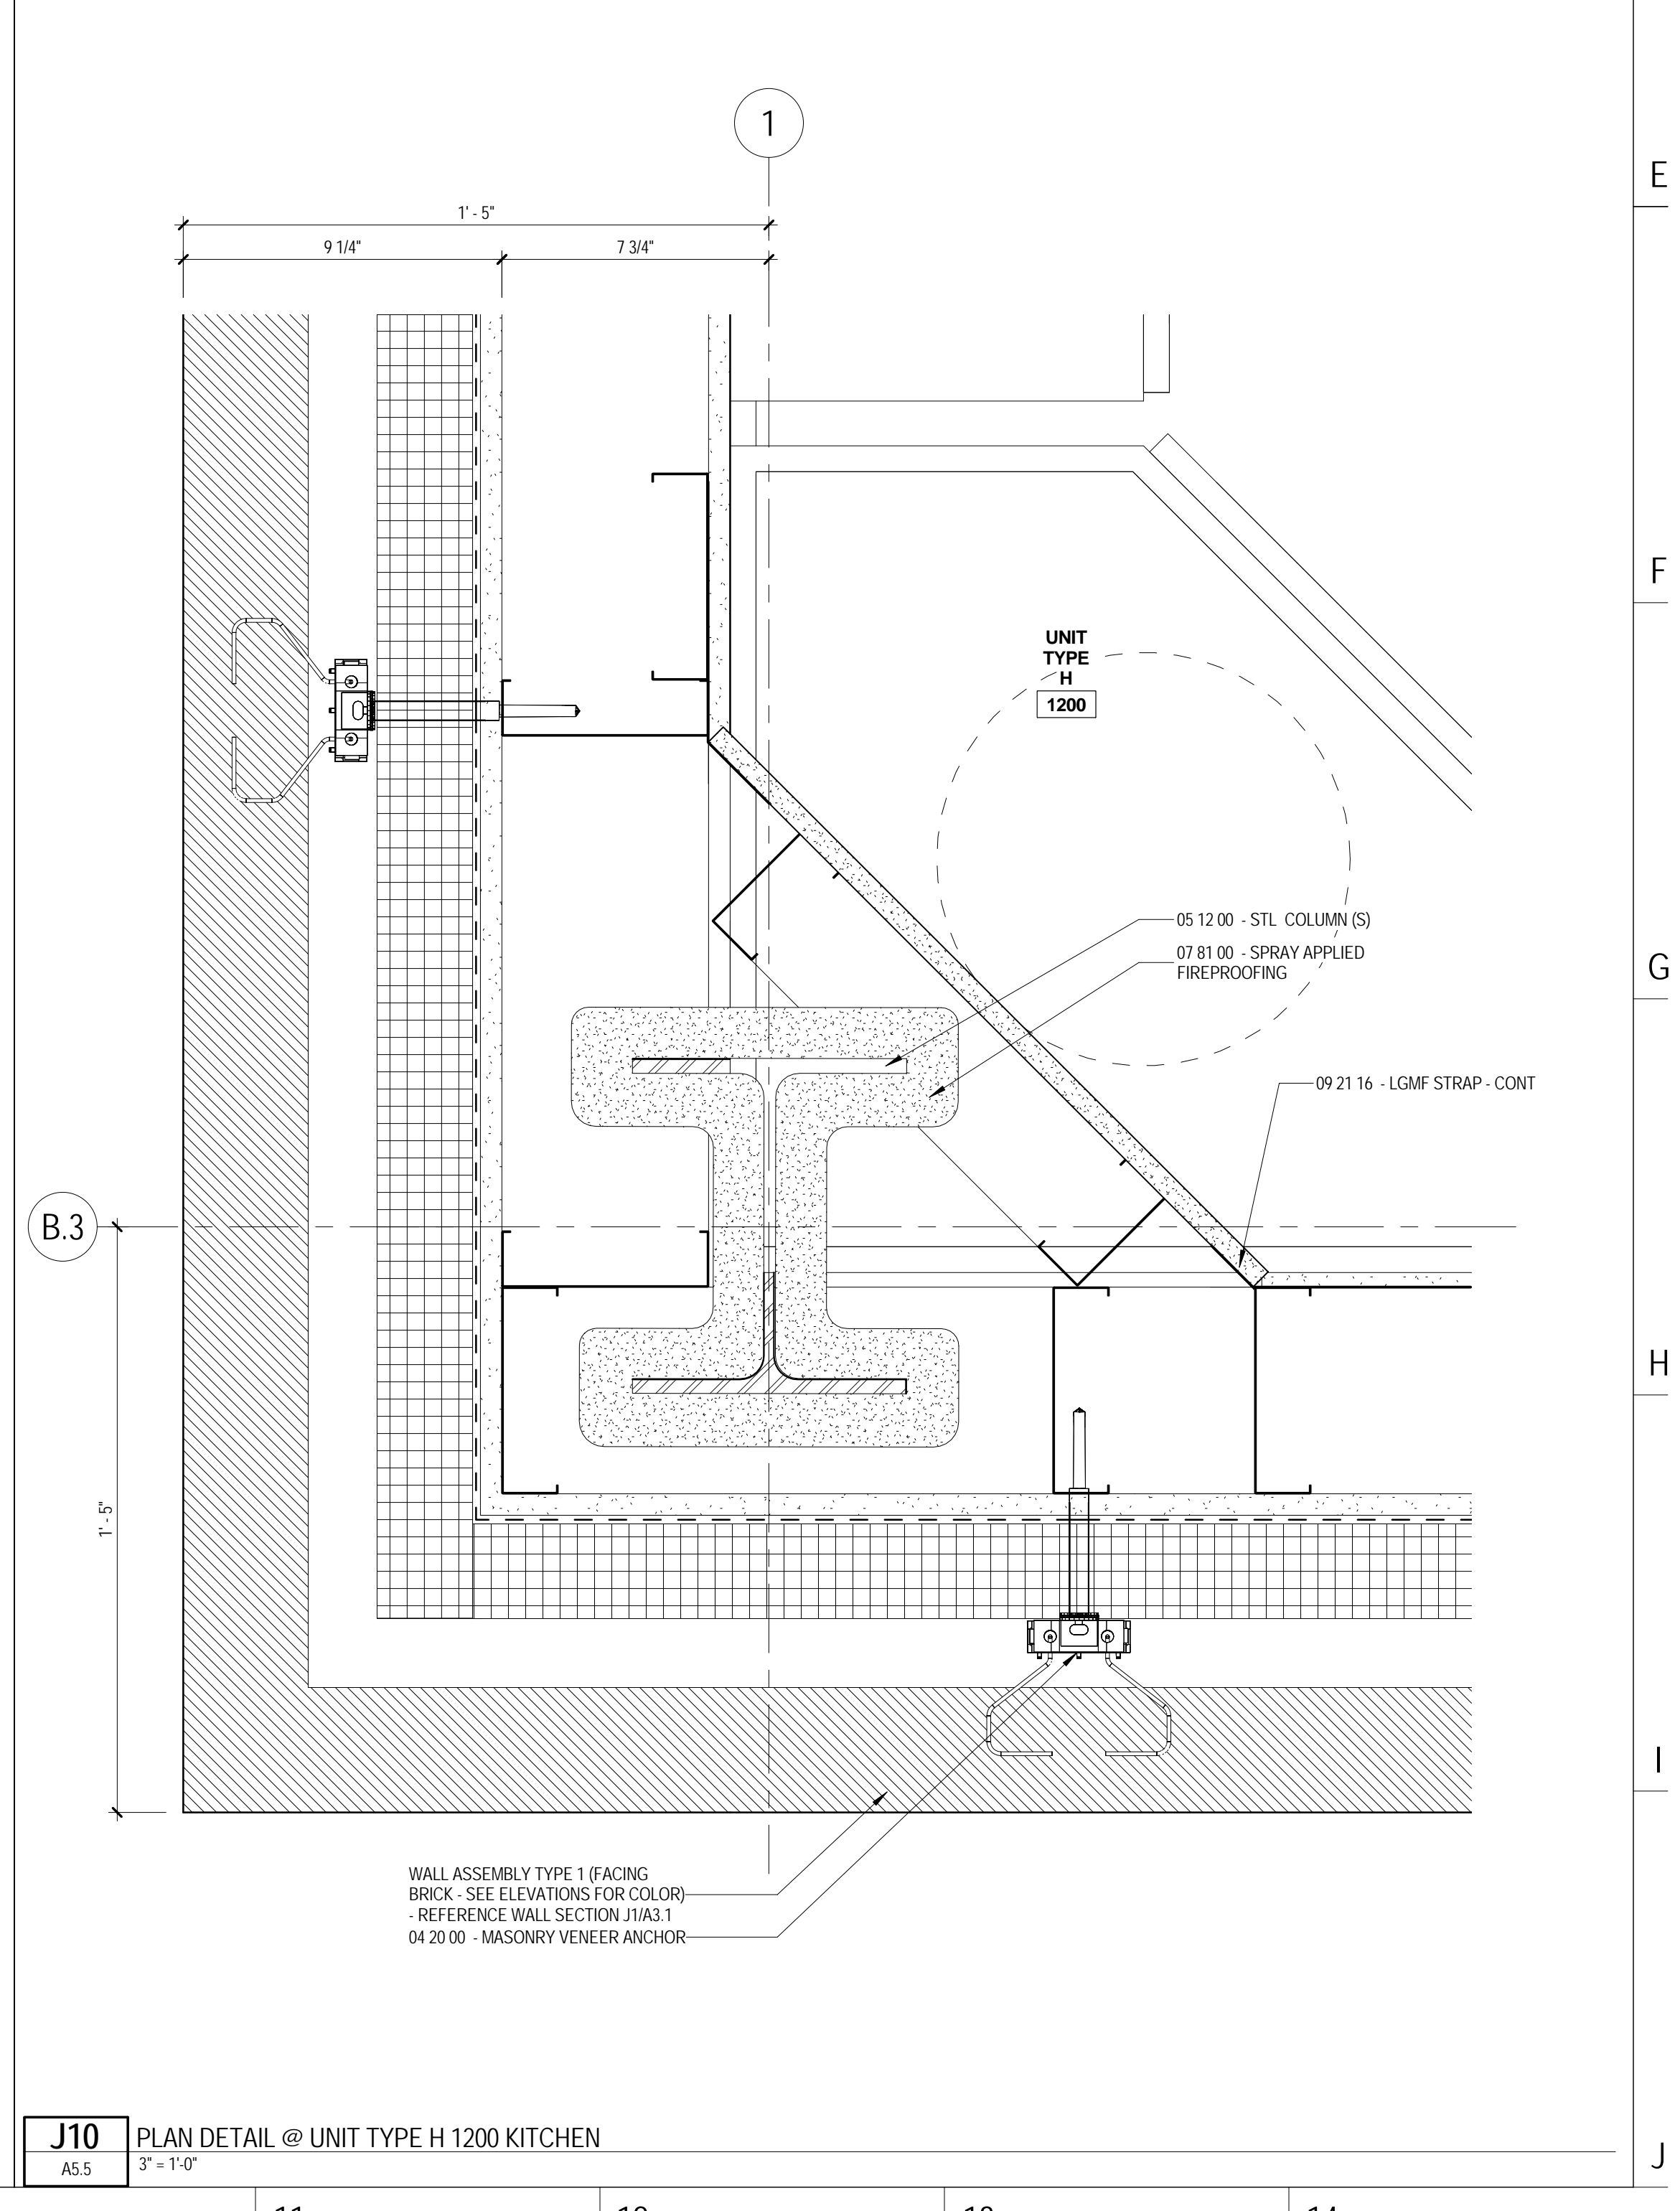 1
E
1' - 5"
9 1/4"
7 3/4"
F
UNIT
TYPE
H
1200
05 12 00 - STL COLUMN (S)
07 81 00 - SPRAY APPLIED
FIREPROOFING
G
09 21 16 - LGMF STRAP - CONT
B.3
H
1' - 5"
I
WALL ASSEMBLY TYPE 1 (FACING
BRICK - SEE ELEVATIONS FOR COLOR)
- REFERENCE WALL SECTION J1/A3.1
04 20 00 - MASONRY VENEER ANCHOR
J10
PLAN DETAIL @ UNIT TYPE H 1200 KITCHEN
A5.5
3" = 1'-0"
J
11
14